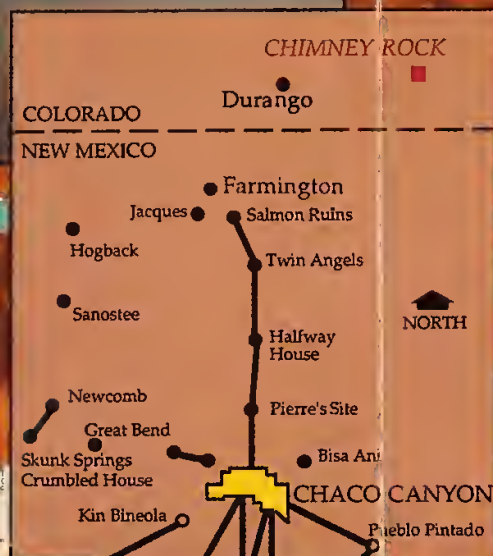 CHIMNEY ROCK
Durango
COLORADO
NEW MEXICO
Farmington
Jacques
Salmon Ruins
Hogback
Twin Angels
Sanostee
NORTH
Halfway
House
Newcomb
Pierre's Site
Great Bend
Skunk Springs
Crumbled House
Bisa Ani
CHACO CANYON
Kin Bineola
Pueblo Pintado